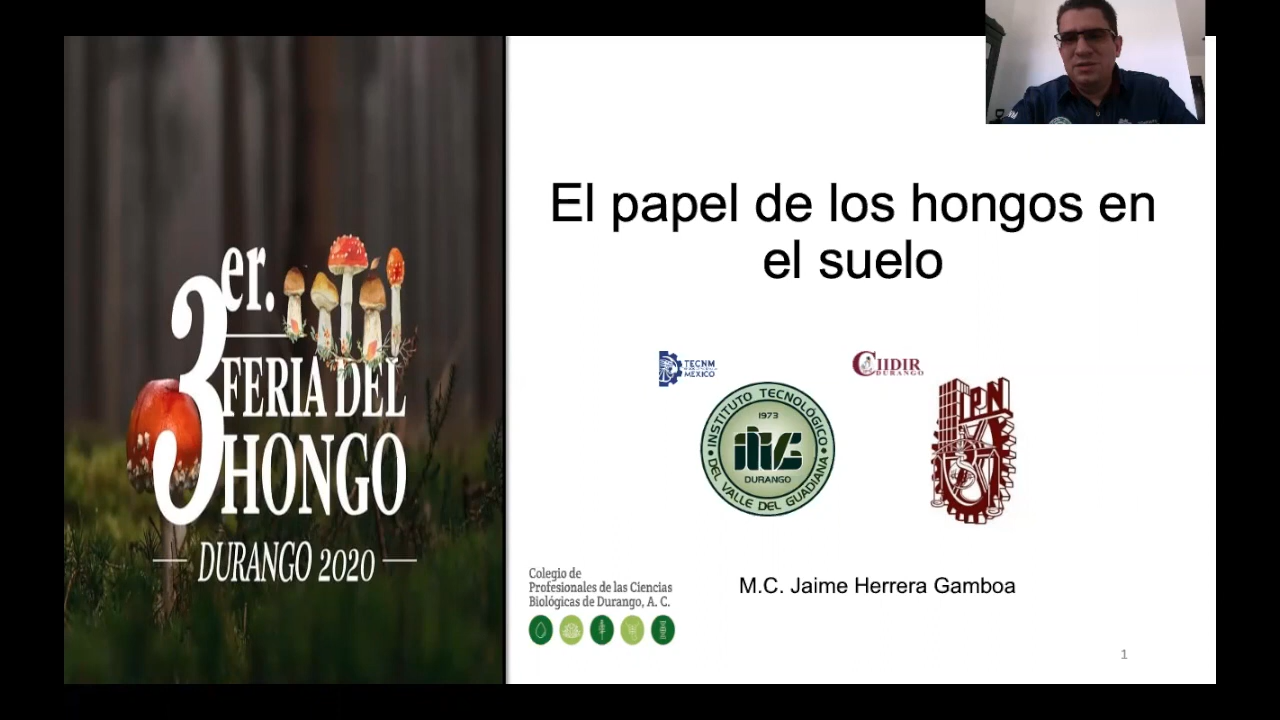 3er.
FERIA DEL
HONGO
DURANGO 2020
El papel de los hongos en
el suelo
TECNM
MÉXICO
CIIDIR
DURANGO
INSTITUTO TECNOLÓGICO
1973
DURANGO
DEL VALLE DEL GUADIANA
IPN
Colegio de
Profesionales de las Ciencias
Biológicas de Durango, A. C.
M.C. Jaime Herrera Gamboa
1